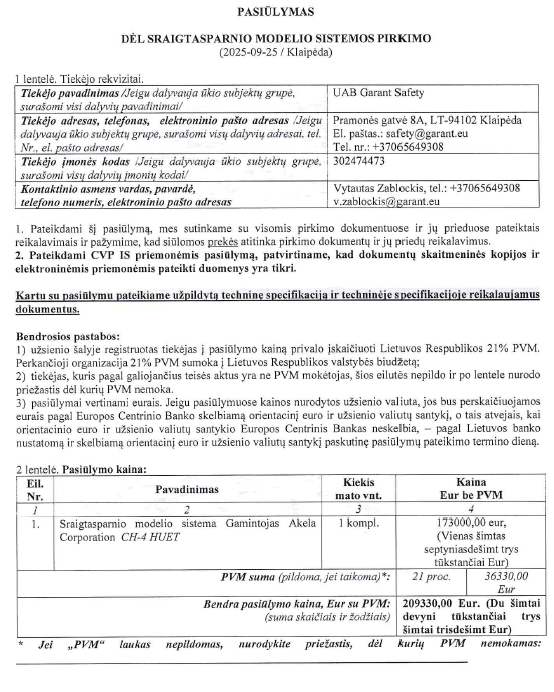 PASIŪLYMAS
DĖL SRAIGTASPARNIO MODELIO SISTEMOS PIRKIMO
(2025-09-25 / Klaipėda)
1 lentelė. Tiekėjo rekvizitai.
Tiekėjo pavadinimas /Jeigu dalyvauja ūkio subjektų grupė,
surašomi visi dalyvių pavadinimai/
UAB Garant Safety
Tiekėjo adresas, telefonas, elektroninio pašto adresas /Jeigu
dalyvauja ūkio subjektų grupė, surašomi visų dalyvių adresai, tel.
Nr., el. pašto adresai/
Pramonės gatvė 8A, LT-94102 Klaipėda
El. paštas.: safety@garant.eu
Tel. nr.: +37065649308
Tiekėjo įmonės kodas /Jeigu dalyvauja ūkio subjektų grupė,
surašomi visų dalyvių įmonių kodai/
302474473
Kontaktinio asmens vardas, pavardė,
telefono numeris, elektroninio pašto adresas
Vytautas Zablockis, tel.: +37065649308
v.zablockis@garant.eu
1. Pateikdami šį pasiūlymą, mes sutinkame su visomis pirkimo dokumentuose ir jų prieduose pateiktais
reikalavimais ir pažymime, kad siūlomos prekės atitinka pirkimo dokumentų ir jų priedų reikalavimus.
2. Pateikdami CVP IS priemonėmis pasiūlymą, patvirtiname, kad dokumentų skaitmeninės kopijos ir
elektroninėmis priemonėmis pateikti duomenys yra tikri.
Kartu su pasiūlymu pateikiame užpildytą techninę specifikaciją ir techninėje specifikacijoje reikalaujamus
dokumentus.
Bendrosios pastabos:
1) užsienio šalyje registruotas tiekėjas į pasiūlymo kainą privalo įskaičiuoti Lietuvos Respublikos 21% PVM.
Perkančioji organizacija 21% PVM sumoka į Lietuvos Respublikos valstybės biudžetą;
2) tiekėjas, kuris pagal galiojančius teisės aktus yra ne PVM mokėtojas, šios eilutės nepildo ir po lentele nurodo
priežastis dėl kurių PVM nemoka.
3) pasiūlymai vertinami eurais. Jeigu pasiūlymuose kainos nurodytos užsienio valiuta, jos bus perskaičiuojamos
eurais pagal Europos Centrinio Banko skelbiamą orientacinį euro ir užsienio valiutų santykį, o tais atvejais, kai
orientacinio euro ir užsienio valiutų santykio Europos Centrinis Bankas neskelbia, – pagal Lietuvos banko
nustatomą ir skelbiamą orientacinį euro ir užsienio valiutų santykį paskutinę pasiūlymų pateikimo termino dieną.
2 lentelė. Pasiūlymo kaina:
Eil.
Nr.
Pavadinimas
Kiekis
mato vnt.
Kaina
Eur be PVM
1 2 3 4
1.
Sraigtasparnio modelio sistema Gamintojas Akela
Corporation CH-4 HUET
1 kompl.
173000,00 eur,
(Vienas šimtas
septyniasdešimt trys
tūkstančiai Eur)
PVM suma (pildoma, jei taikoma)*:
21 proc.
36330,00
Eur
Bendra pasiūlymo kaina, Eur su PVM:
(suma skaičiais ir žodžiais)
209330,00 Eur. (Du šimtai
devyni tūkstančiai trys
šimtai trisdešimt Eur)
* Jei „PVM“ laukas nepildomas, nurodykite priežastis, dėl kurių PVM nemokamas: